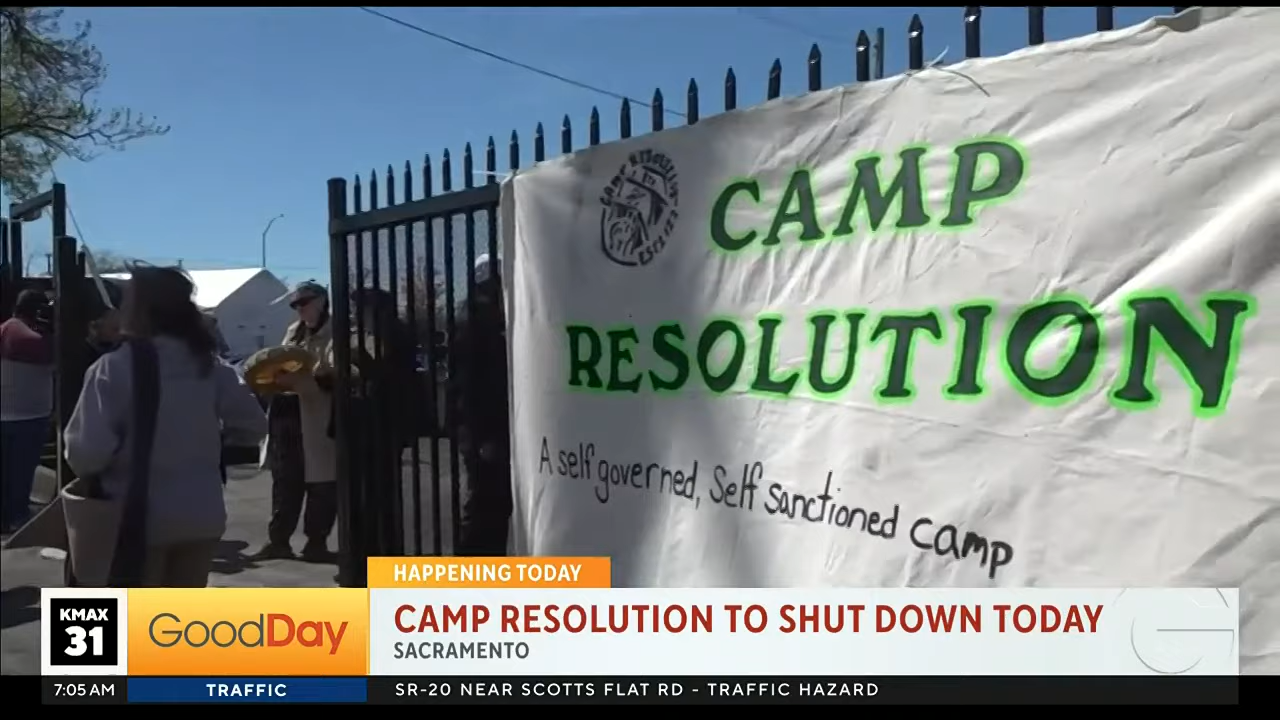 CAMP
RESOLUTION
A self governed, Self sanctioned camp
HAPPENING TODAY
KMAX
31
GoodDay
CAMP RESOLUTION TO SHUT DOWN TODAY
SACRAMENTO
7:05 AM
TRAFFIC
SR-20 NEAR SCOTTS FLAT RD - TRAFFIC HAZARD